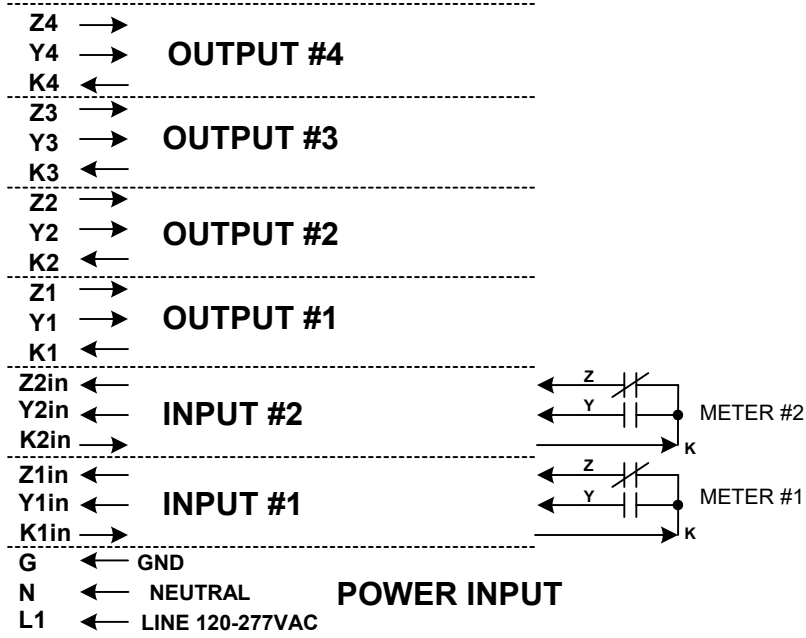 Z4
Y4 OUTPUT #4
K4
Z3
Y3 OUTPUT #3
K3
Z2
Y2 OUTPUT #2
K2
Z1
Y1 OUTPUT #1
K1
Z2in Z
Y2in INPUT #2 Y METER #2
K2in K
Z1in Z
Y1in INPUT #1 Y METER #1
K1in K
G GND
N NEUTRAL POWER INPUT
L1 LINE 120-277VAC